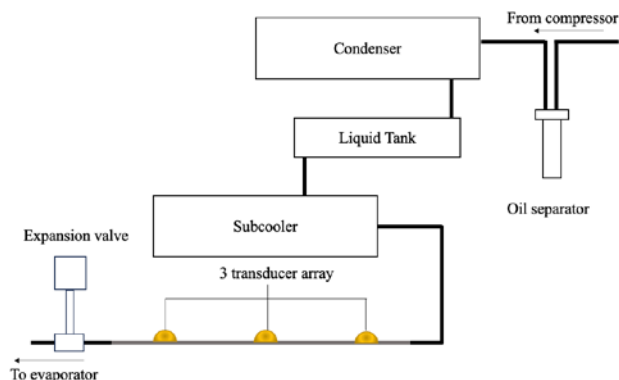 From compressor
Condenser
Liquid Tank
Oil separator
Subcooler
Expansion valve
3 transducer array
To evaporator